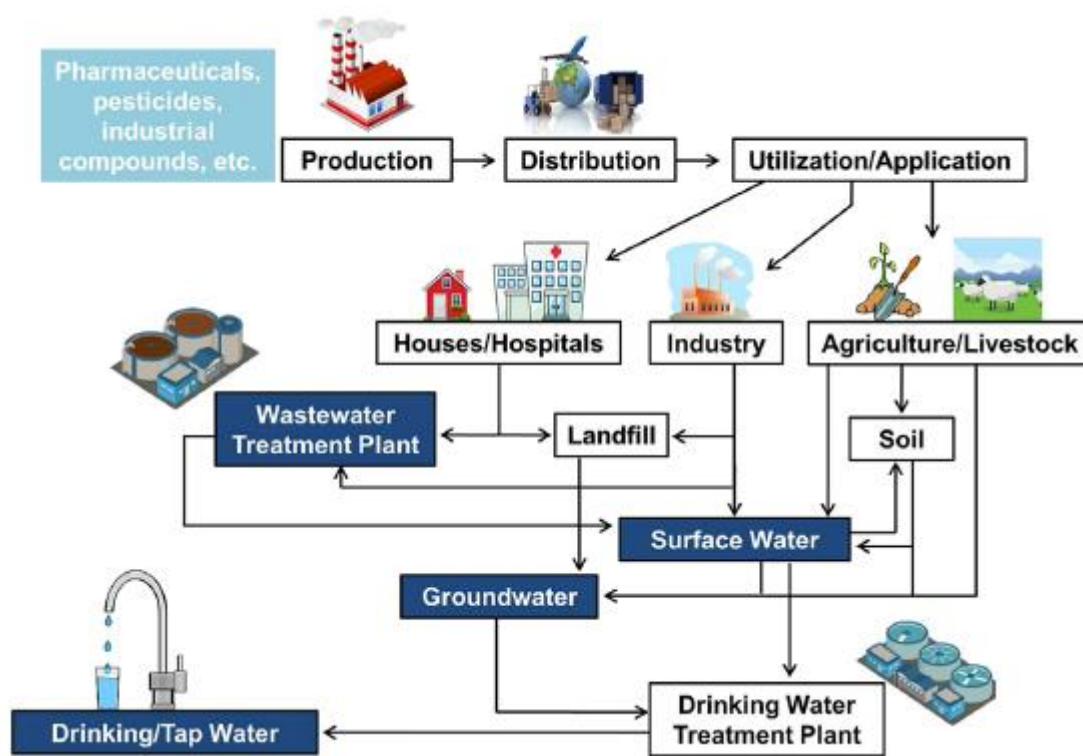 Pharmaceuticals,
pesticides,
industrial
compounds, etc.
Production
Distribution
Utilization/Application
Houses/Hospitals
Industry
Agriculture/Livestock
Wastewater
Treatment Plant
Landfill
Soil
Surface Water
Groundwater
Drinking Water
Treatment Plant
Drinking/Tap Water